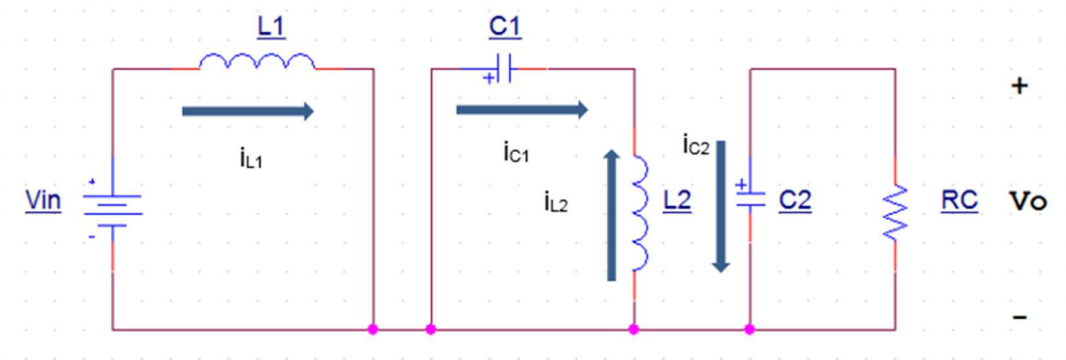 L1
C1
+
+
iL1
iC1
iC2
+
+
Vin
iL2
L2
C2
RC
Vo
-
-